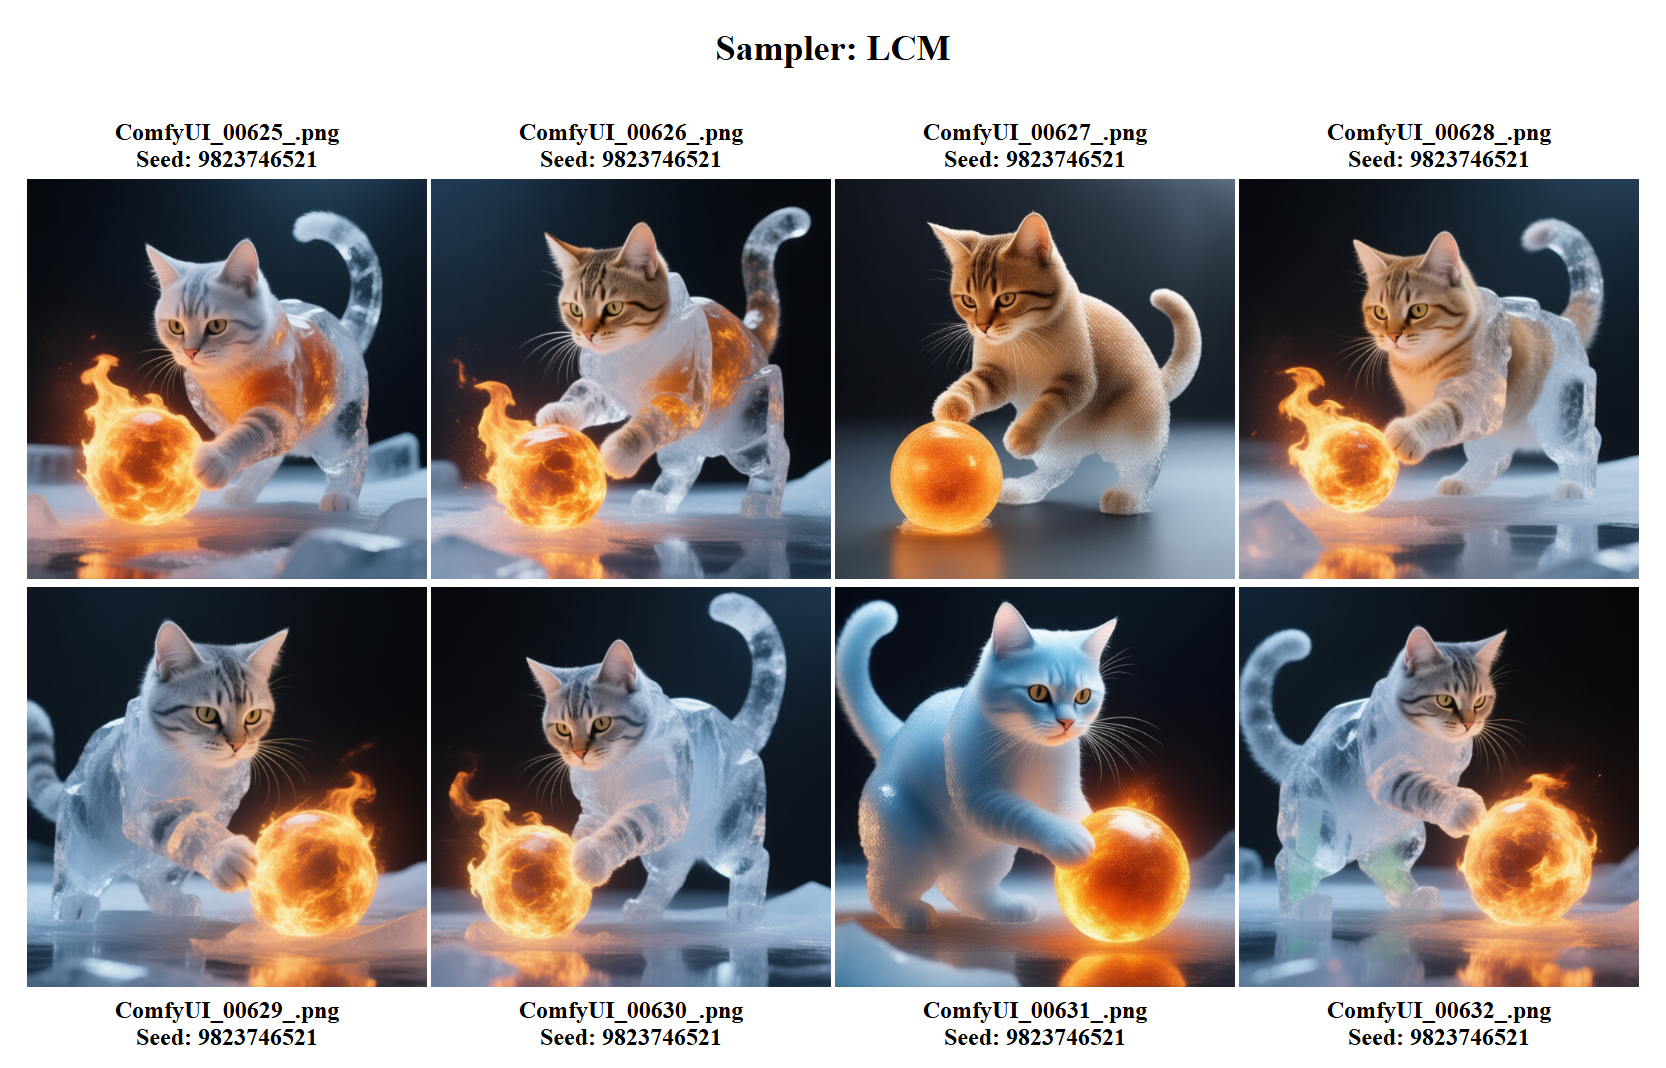 Sampler: LCM
ComfyUI_00625_.png
Seed: 9823746521
ComfyUI_00626_.png
Seed: 9823746521
ComfyUI_00627_.png
Seed: 9823746521
ComfyUI_00628_.png
Seed: 9823746521
ComfyUI_00629_.png
Seed: 9823746521
ComfyUI_00630_.png
Seed: 9823746521
ComfyUI_00631_.png
Seed: 9823746521
ComfyUI_00632_.png
Seed: 9823746521